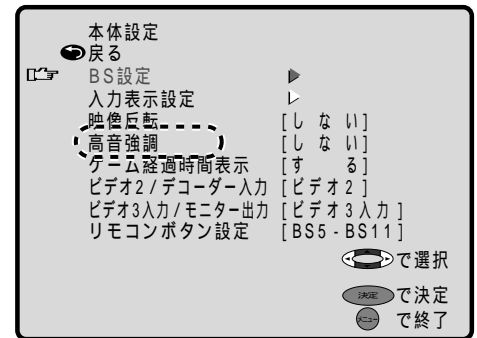 本体設定
戻る
BS設定
入力表示設定
映像反転 [しない]
高音強調 [しない]
ゲーム経過時間表示 [する]
ビデオ2/デコーダー入力 [ビデオ2]
ビデオ3入力/モニター出力 [ビデオ3入力]
リモコンボタン設定 [BS5-BS11]
で選択
決定 で決定
メニュー で終了